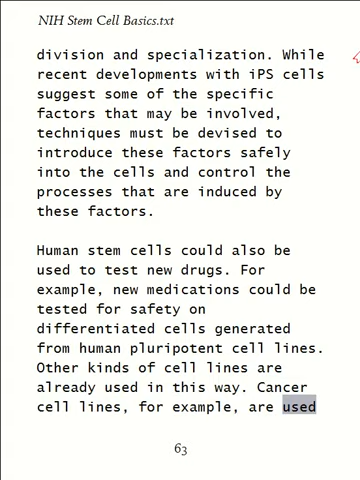 NIH Stem Cell Basics.txt
division and specialization. While
recent developments with iPS cells
suggest some of the specific
factors that may be involved,
techniques must be devised to
introduce these factors safely
into the cells and control the
processes that are induced by
these factors.
Human stem cells could also be
used to test new drugs. For
example, new medications could be
tested for safety on
differentiated cells generated
from human pluripotent cell lines.
Other kinds of cell lines are
already used in this way. Cancer
cell lines, for example, are used
63